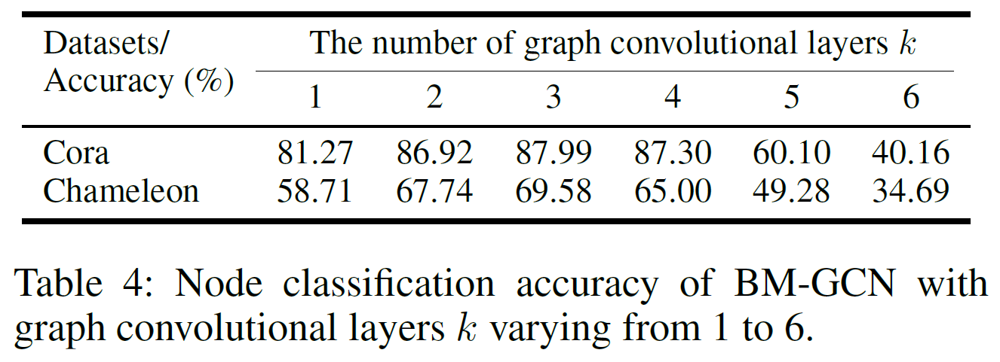 Datasets/ The number of graph convolutional layers k
Accuracy (%) 1 2 3 4 5 6
Cora 81.27 86.92 87.99 87.30 60.10 40.16
Chameleon 58.71 67.74 69.58 65.00 49.28 34.69
Table 4: Node classification accuracy of BM-GCN with
graph convolutional layers k varying from 1 to 6.